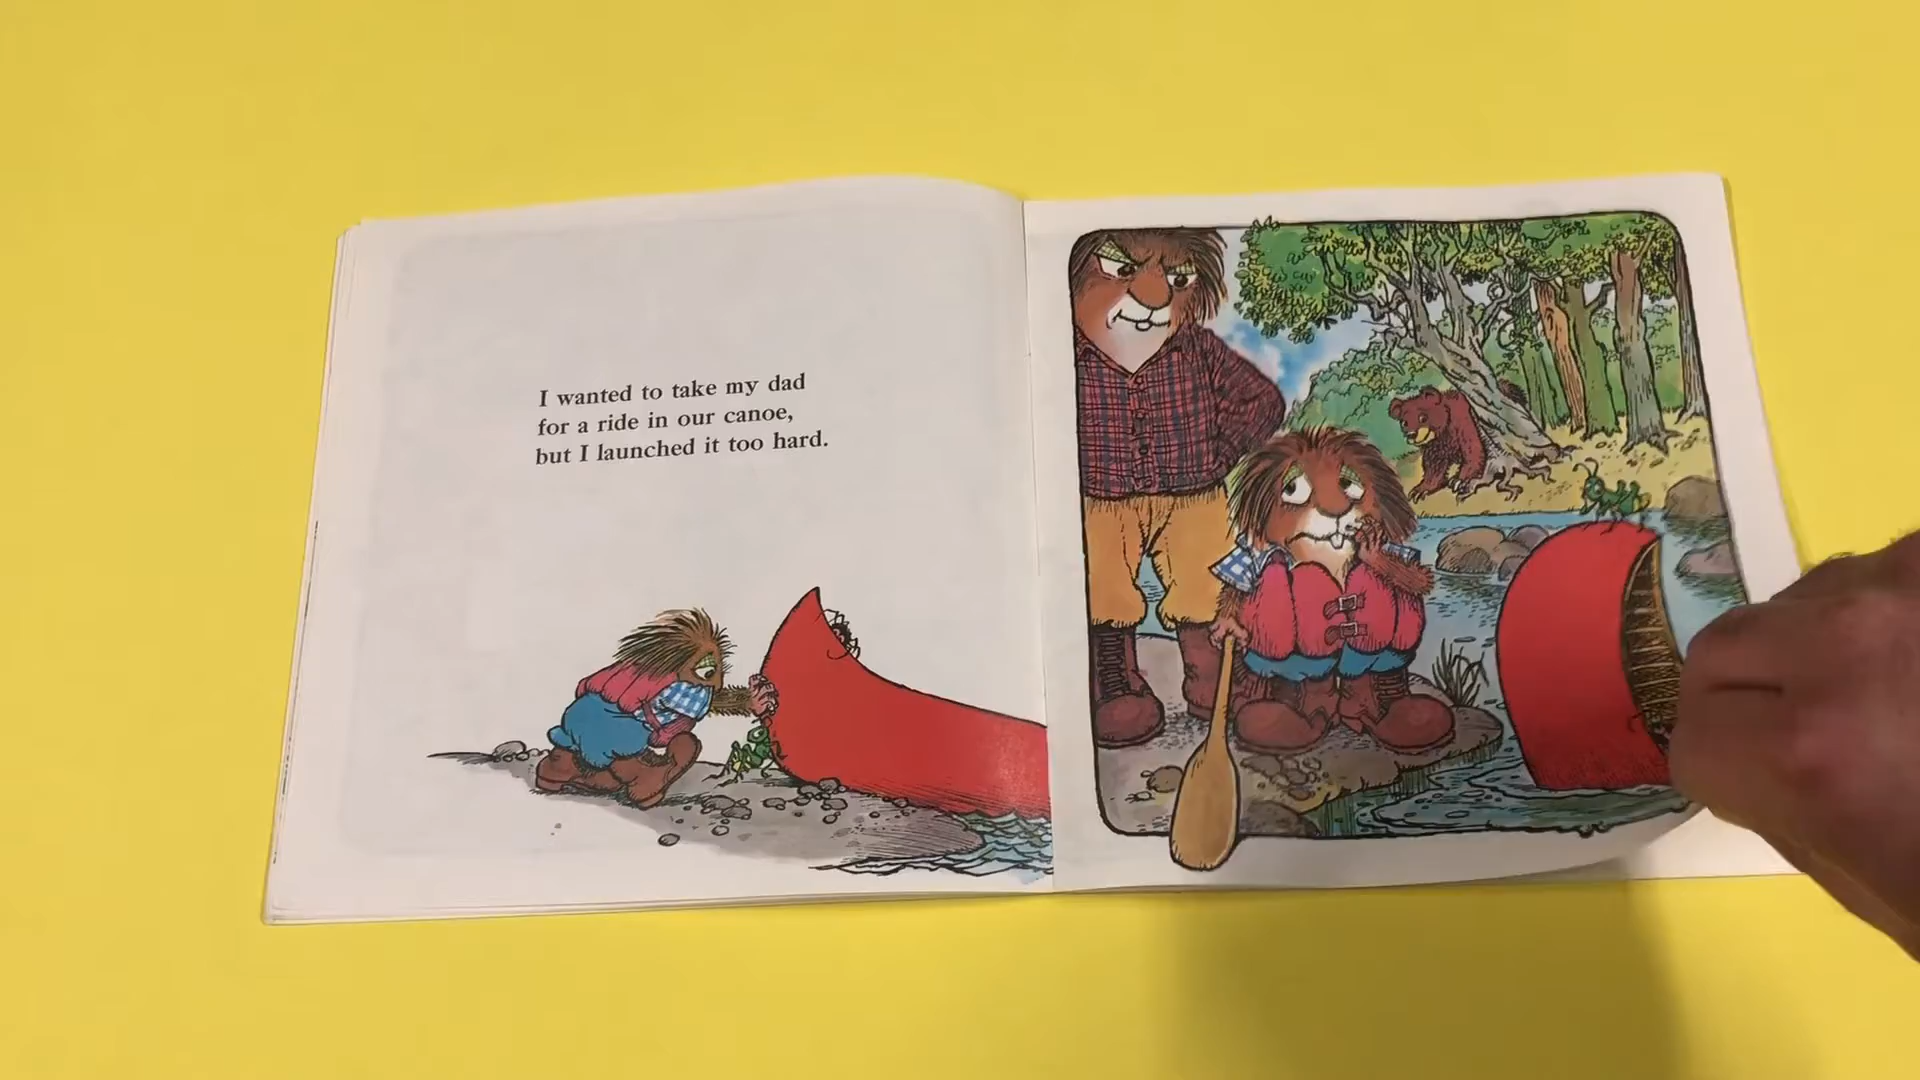 I wanted to take my dad
for a ride in our canoe,
but I launched it too hard.